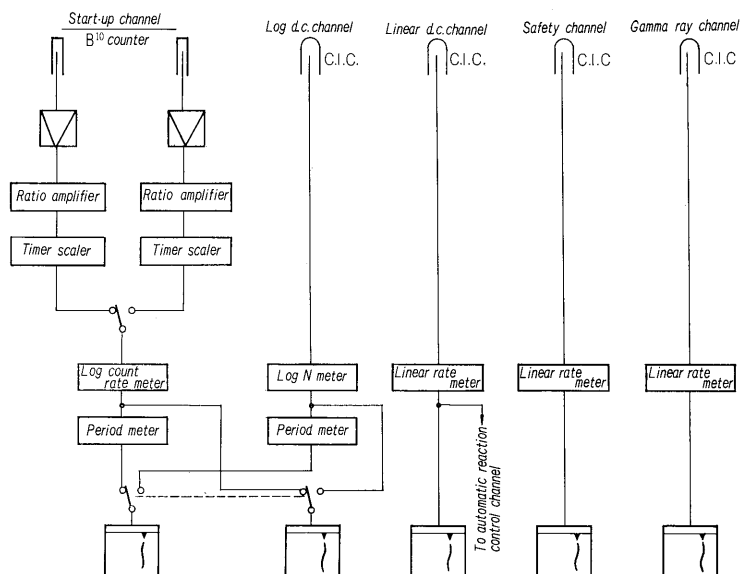 Start-up channel
B¹⁰ counter
Log d.c. channel
C.I.C.
Linear d.c. channel
C.I.C.
Safety channel
C.I.C
Gamma ray channel
C.I.C
Ratio amplifier
Ratio amplifier
Timer scaler
Timer scaler
Log count
rate meter
Log N meter
Linear rate
meter
Linear rate
meter
Linear rate
meter
Period meter
Period meter
To automatic reaction
control channel